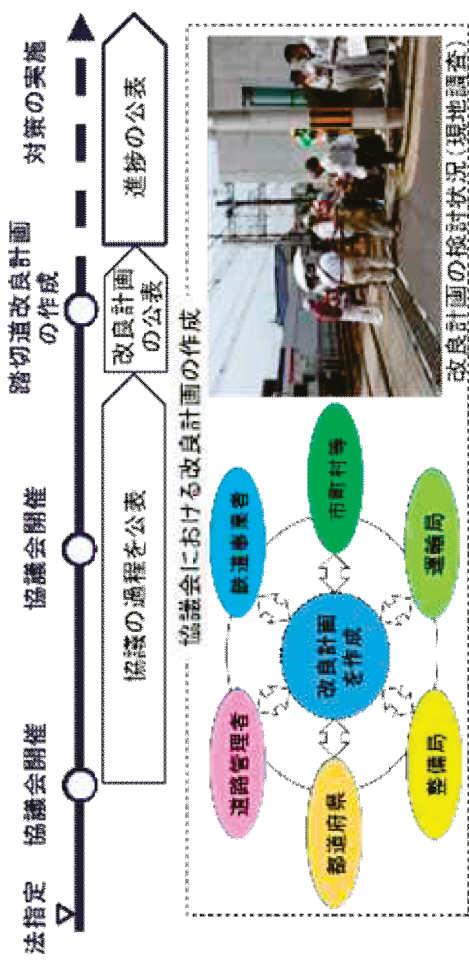 法指定
協議会開催
協議会開催
踏切道改良計画
の作成
対策の実施
協議の過程を公表
改良計画
の公表
進捗の公表
協議会における改良計画の作成
道路管理者
鉄道事業者
都道府県
改良計画
を作成
市町村等
整備局
運輸局
改良計画の検討状況(現地調査)